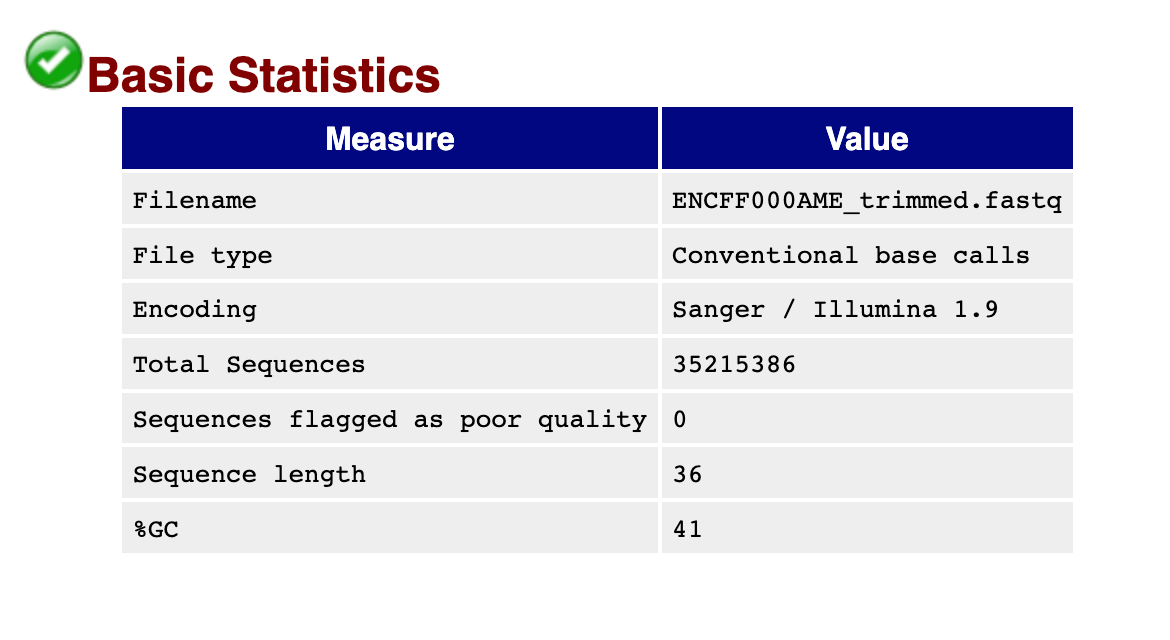 Basic Statistics
Measure Value
Filename ENCFF000AME_trimmed.fastq
File type Conventional base calls
Encoding Sanger / Illumina 1.9
Total Sequences 35215386
Sequences flagged as poor quality 0
Sequence length 36
%GC 41